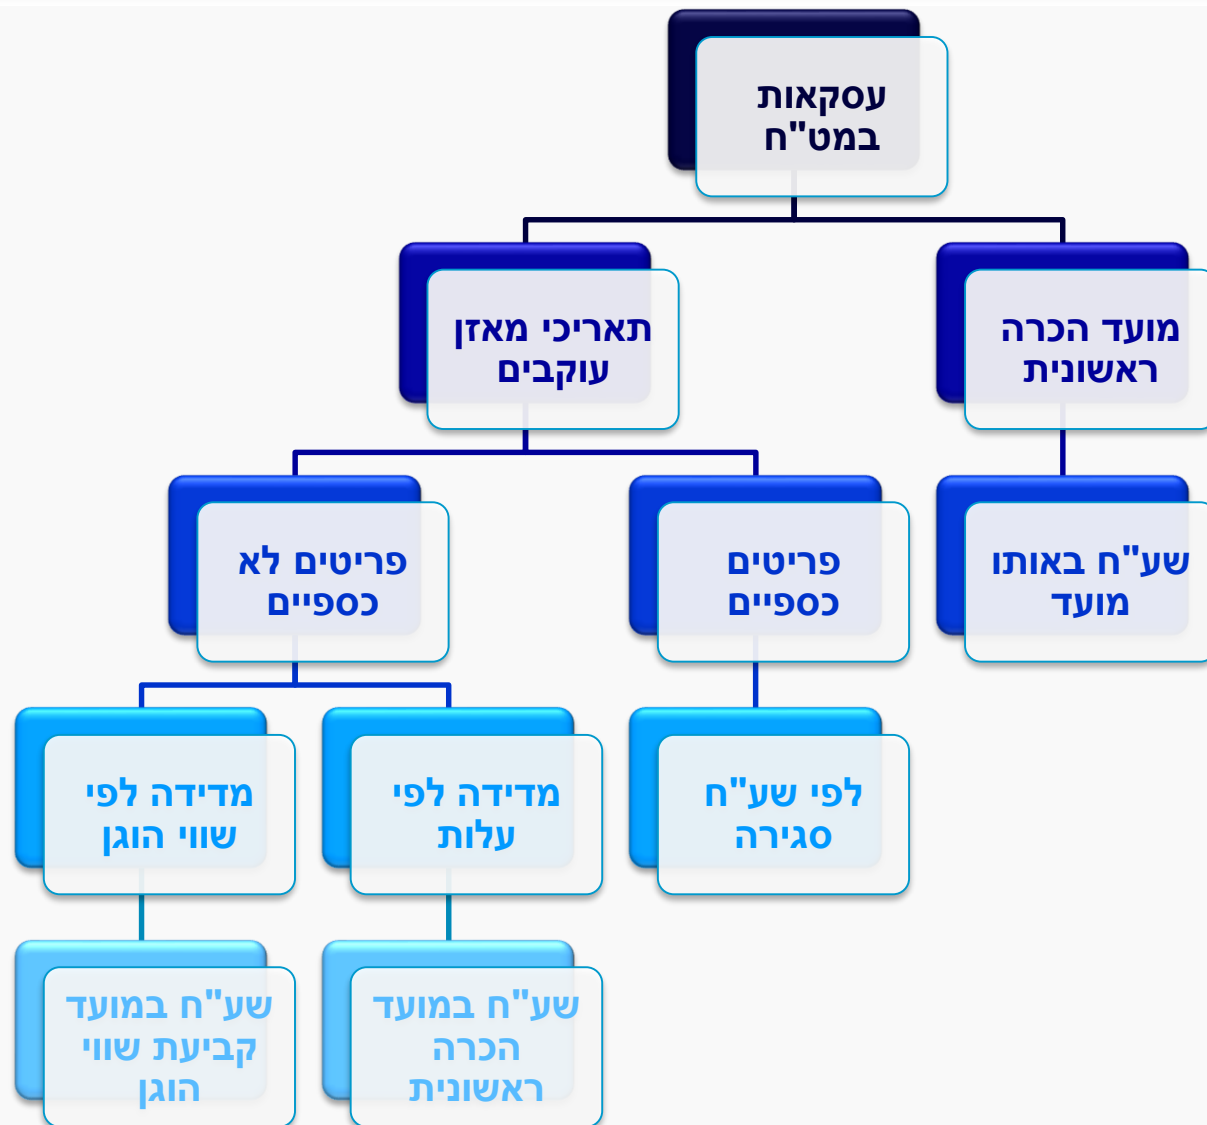 עסקאות
במט"ח
מועד הכרה
ראשונית
תאריכי מאזן
עוקבים
שע"ח באותו
מועד
פריטים
כספיים
פריטים לא
כספיים
לפי שע"ח
סגירה
מדידה לפי
עלות
מדידה לפי
שווי הוגן
שע"ח במועד
הכרה
ראשונית
שע"ח במועד
קביעת שווי
הוגן